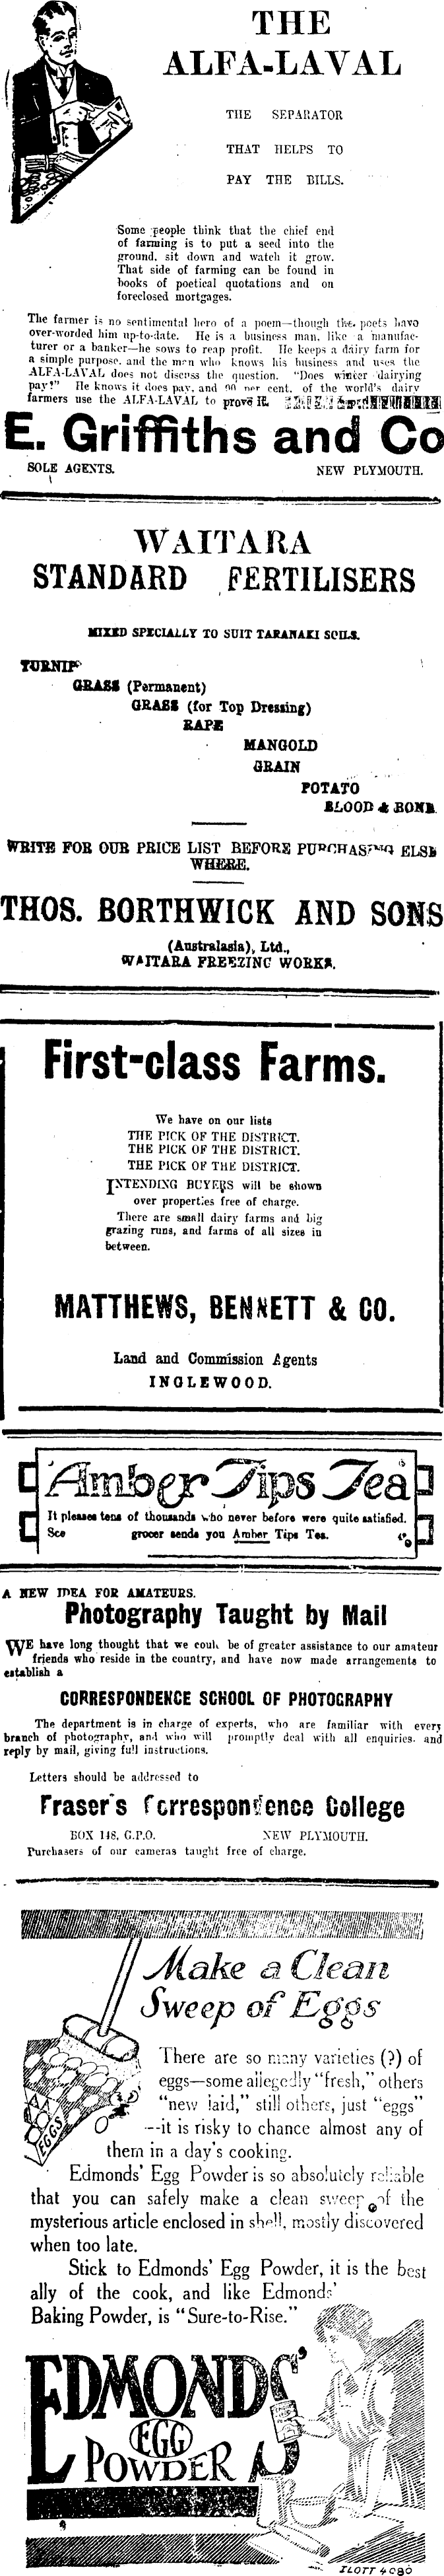 THE
ALFA-LAVAL
THE SEPARATOR
THAT HELPS TO
PAY THE BILLS.
Some people think that the chief end
of farming is to put a seed into the
ground, sit down and watch it grow.
That side of farming can be found in
books of poetical quotations and on
foreclosed mortgages.
The farmer is no sentimental hero of a poem—though the poets have
over-worded him up-to-date. He is a business man, like a manufac-
turer or a banker—he sows to reap profit. He keeps a dairy farm for
a simple purpose, and the man who knows his business and uses the
ALFA-LAVAL does not discuss the question. "Does winter dairying
pay?" He knows it does pay, and 90 per cent. of the world's dairy
farmers use the ALFA-LAVAL to prove it.
E. Griffiths and Co
SOLE AGENTS. NEW PLYMOUTH.
WAITARA
STANDARD FERTILISERS
MIXED SPECIALLY TO SUIT TARANAKI SOILS.
TURNIP
GRASS (Permanent)
GRASS (for Top Dressing)
RAPE
MANGOLD
GRAIN
POTATO
BLOOD & BONE
WRITE FOR OUR PRICE LIST BEFORE PURCHASING ELSE
WHERE.
THOS. BORTHWICK AND SONS
(Australasia), Ltd.,
WAITARA FREEZING WORKS.
First-class Farms.
We have on our lists
THE PICK OF THE DISTRICT.
THE PICK OF THE DISTRICT.
THE PICK OF THE DISTRICT.
INTENDING BUYERS will be shown
over properties free of charge.
There are small dairy farms and big
grazing runs, and farms of all sizes in
between.
MATTHEWS, BENNETT & CO.
Land and Commission Agents
INGLEWOOD.
Amber Tips Tea
It pleases tens of thousands who never before were quite satisfied.
See grocer sends you Amber Tips Tea.
A NEW IDEA FOR AMATEURS.
Photography Taught by Mail
WE have long thought that we could be of greater assistance to our amateur
friends who reside in the country, and have now made arrangements to
establish a
CORRESPONDENCE SCHOOL OF PHOTOGRAPHY
The department is in charge of experts, who are familiar with every
branch of photography, and who will promptly deal with all enquiries, and
reply by mail, giving full instructions.
Letters should be addressed to
Fraser's Correspondence College
BOX 148, G.P.O. NEW PLYMOUTH.
Purchasers of our cameras taught free of charge.
Make a Clean
Sweep of Eggs
EGGS
There are so many varieties (?) of
eggs—some allegedly "fresh," others
"new laid," still others, just "eggs"
—it is risky to chance almost any of
them in a day's cooking.
Edmonds' Egg Powder is so absolutely reliable
that you can safely make a clean sweep of the
mysterious article enclosed in shell, mostly discovered
when too late.
Stick to Edmonds' Egg Powder, it is the best
ally of the cook, and like Edmonds'
Baking Powder, is "Sure-to-Rise."
EDMONDS'
EGG
POWDER
ILOTT 4080